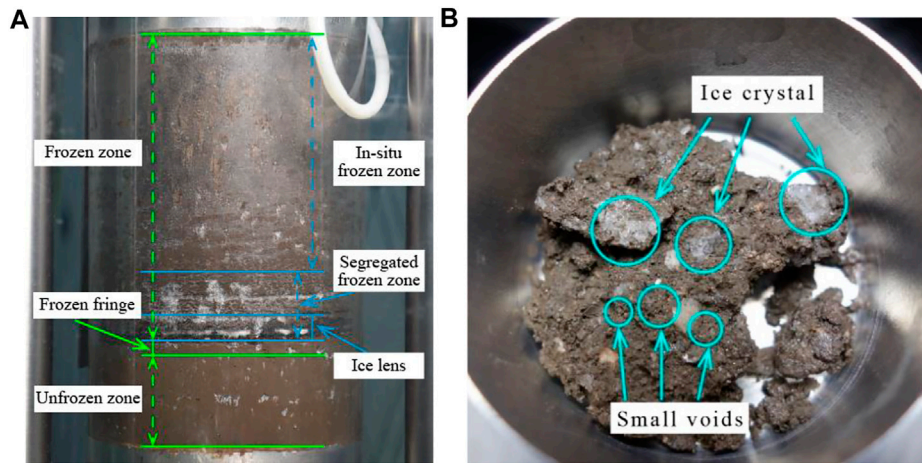 A
Frozen zone
In-situ
frozen zone
Segregated
frozen zone
Frozen fringe
Ice lens
Unfrozen zone
B
Ice crystal
Small voids